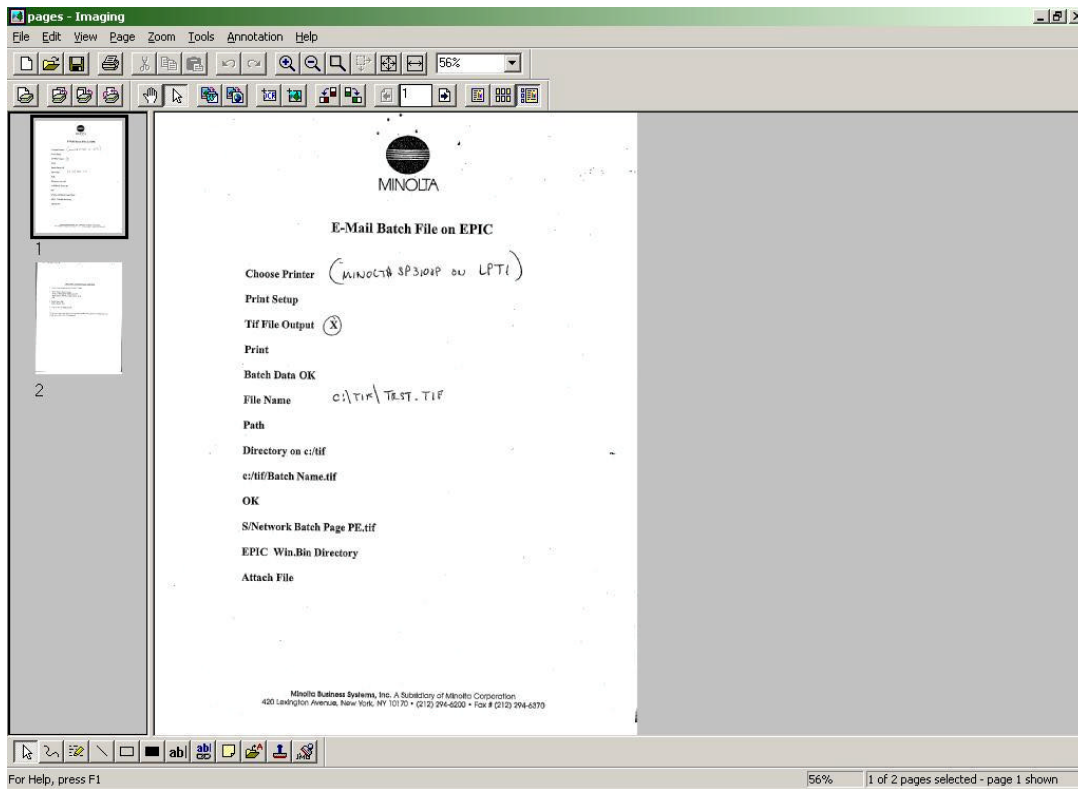 pages - Imaging
File Edit View Page Zoom Tools Annotation Help
56%
1
1
2
MINOLTA
E-Mail Batch File on EPIC
Choose Printer (MINOLTA SP3108P ON LPT1)
Print Setup
Tif File Output X
Print
Batch Data OK
File Name C:\TIF\TEST.TIF
Path
Directory on c:/tif
c:/tif/Batch Name.tif
OK
S/Network Batch Page PE.tif
EPIC Win.Bin Directory
Attach File
Minolta Business Systems, Inc. A Subsidiary of Minolta Corporation
420 Lexington Avenue, New York, NY 10170 • (212) 294-6200 • Fax # (212) 294-6370
abl
For Help, press F1
56%
1 of 2 pages selected - page 1 shown